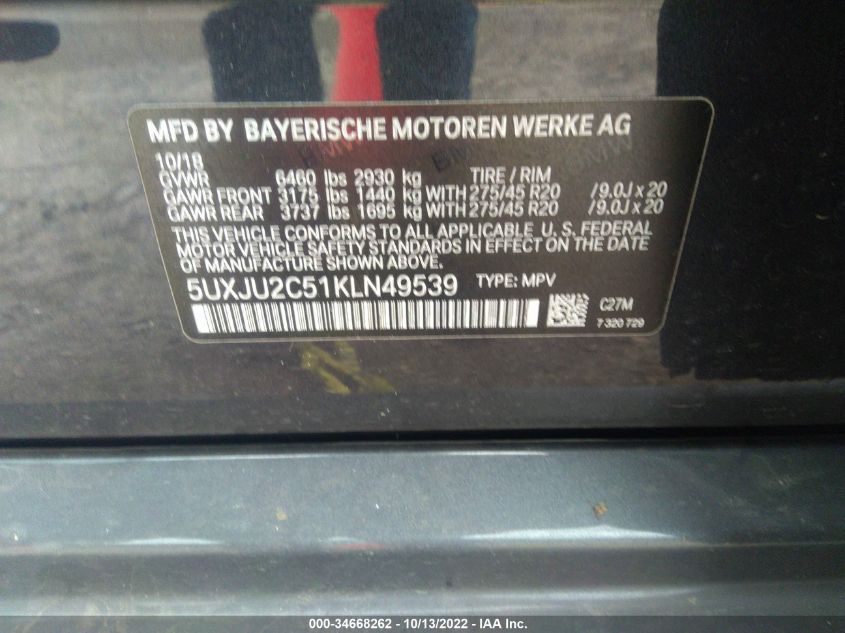 MFD BY BAYERISCHE MOTOREN WERKE AG
10/18
GVWR 6460 lbs 2930 kg TIRE / RIM
GAWR FRONT 3175 lbs 1440 kg WITH 275/45 R20 /9.0J x 20
GAWR REAR 3737 lbs 1695 kg WITH 275/45 R20 /9.0J x 20
THIS VEHICLE CONFORMS TO ALL APPLICABLE U. S. FEDERAL
MOTOR VEHICLE SAFETY STANDARDS IN EFFECT ON THE DATE
OF MANUFACTURE SHOWN ABOVE.
5UXJU2C51KLN49539 TYPE: MPV
C27M
7 320 729
000-34668262 - 10/13/2022 - IAA Inc.